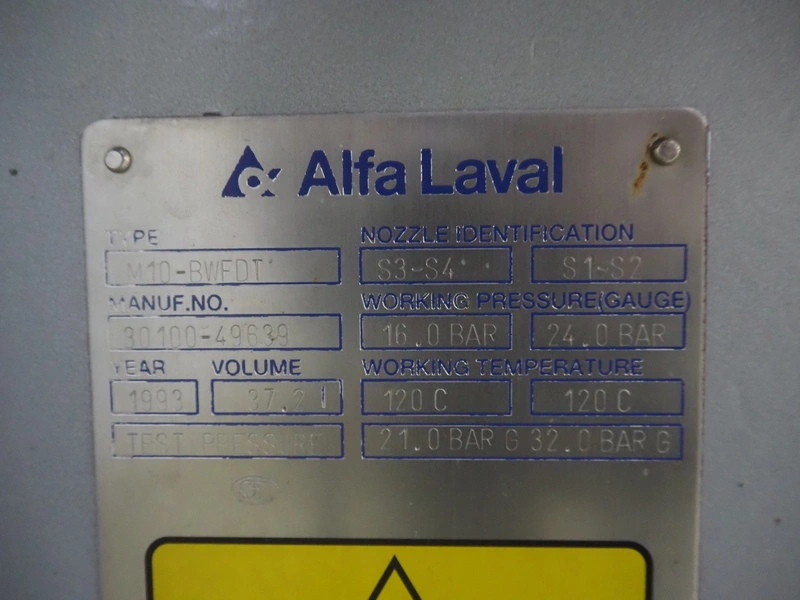 Alfa Laval
TYPE NOZZLE IDENTIFICATION
M10-BWFDT S3-S4 S1-S2
MANUF.NO. WORKING PRESSURE(GAUGE)
30100-49639 16.0 BAR 24.0 BAR
YEAR VOLUME WORKING TEMPERATURE
1993 37.2 l 120 C 120 C
TEST PRESSURE 21.0 BAR G 32.0 BAR G